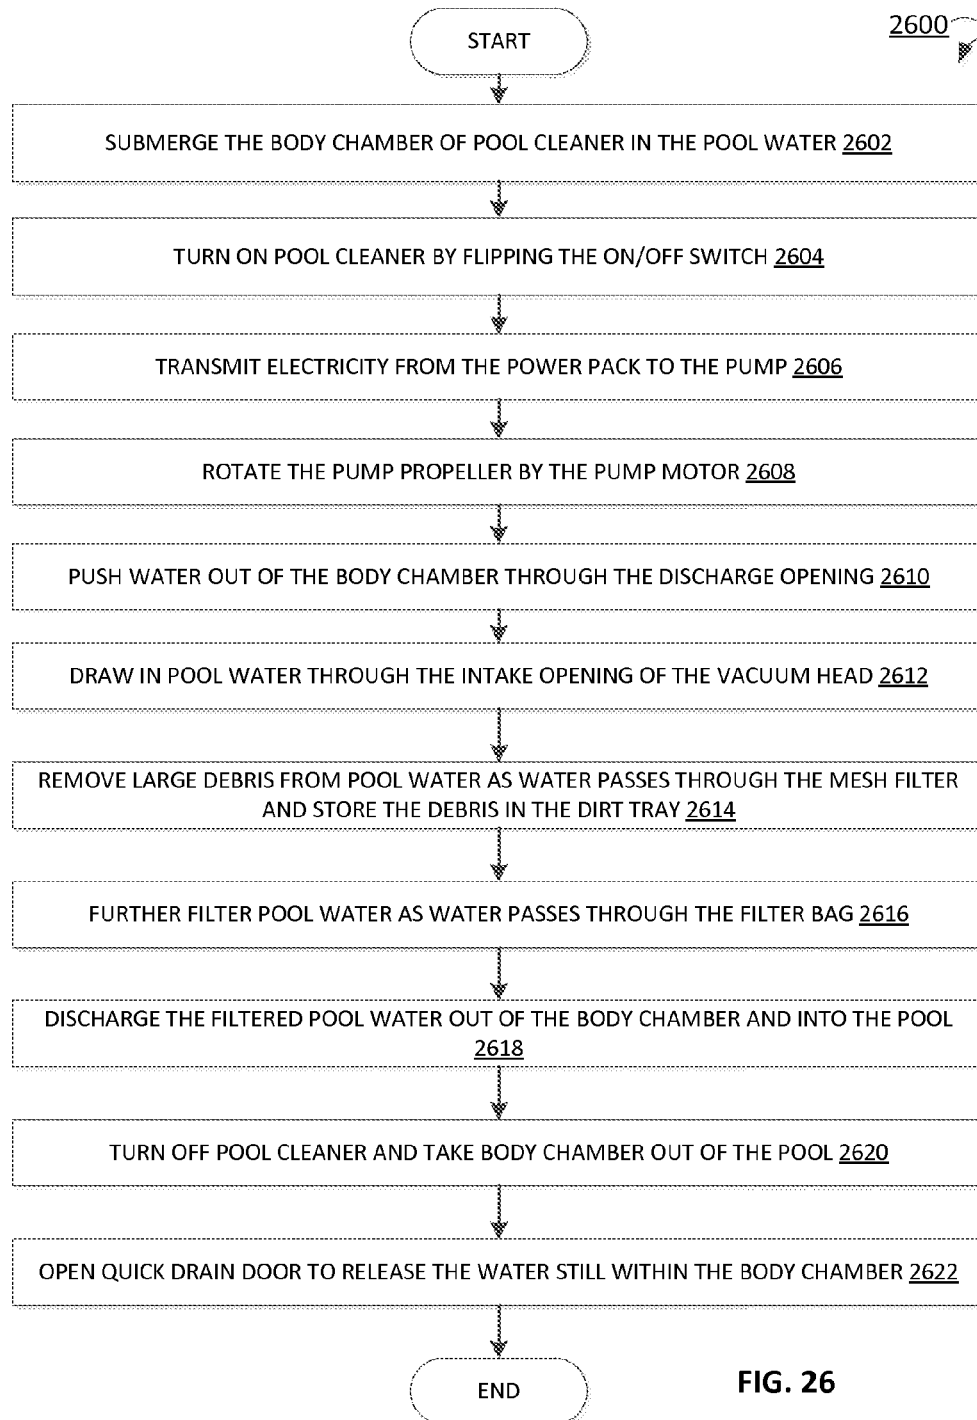 2600
START
SUBMERGE THE BODY CHAMBER OF POOL CLEANER IN THE POOL WATER 2602
TURN ON POOL CLEANER BY FLIPPING THE ON/OFF SWITCH 2604
TRANSMIT ELECTRICITY FROM THE POWER PACK TO THE PUMP 2606
ROTATE THE PUMP PROPELLER BY THE PUMP MOTOR 2608
PUSH WATER OUT OF THE BODY CHAMBER THROUGH THE DISCHARGE OPENING 2610
DRAW IN POOL WATER THROUGH THE INTAKE OPENING OF THE VACUUM HEAD 2612
REMOVE LARGE DEBRIS FROM POOL WATER AS WATER PASSES THROUGH THE MESH FILTER
AND STORE THE DEBRIS IN THE DIRT TRAY 2614
FURTHER FILTER POOL WATER AS WATER PASSES THROUGH THE FILTER BAG 2616
DISCHARGE THE FILTERED POOL WATER OUT OF THE BODY CHAMBER AND INTO THE POOL
2618
TURN OFF POOL CLEANER AND TAKE BODY CHAMBER OUT OF THE POOL 2620
OPEN QUICK DRAIN DOOR TO RELEASE THE WATER STILL WITHIN THE BODY CHAMBER 2622
END
FIG. 26